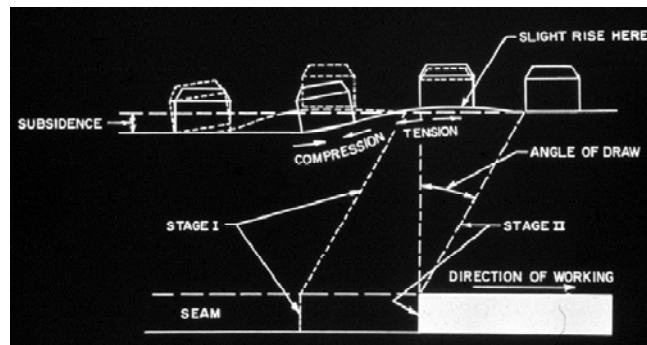 SLIGHT RISE HERE
SUBSIDENCE
COMPRESSION
TENSION
ANGLE OF DRAW
STAGE I
STAGE II
DIRECTION OF WORKING
SEAM